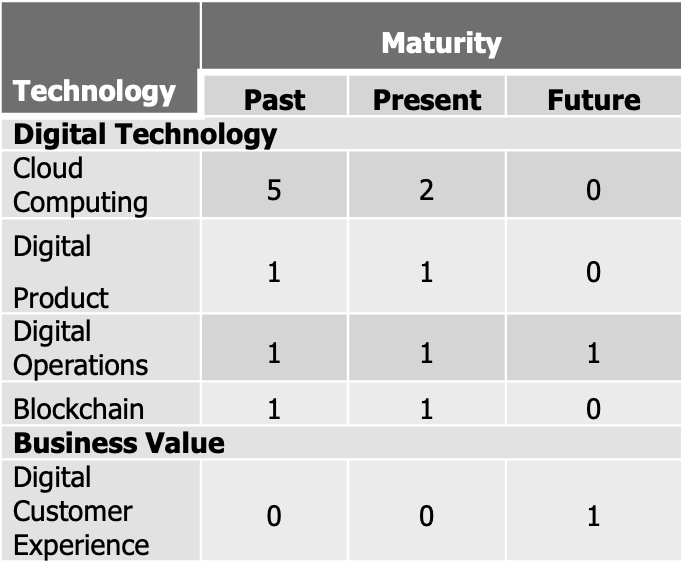 Maturity
Technology
Past Present Future
Digital Technology
Cloud
Computing
5 2 0
Digital
Product
1 1 0
Digital
Operations
1 1 1
Blockchain 1 1 0
Business Value
Digital
Customer
Experience
0 0 1